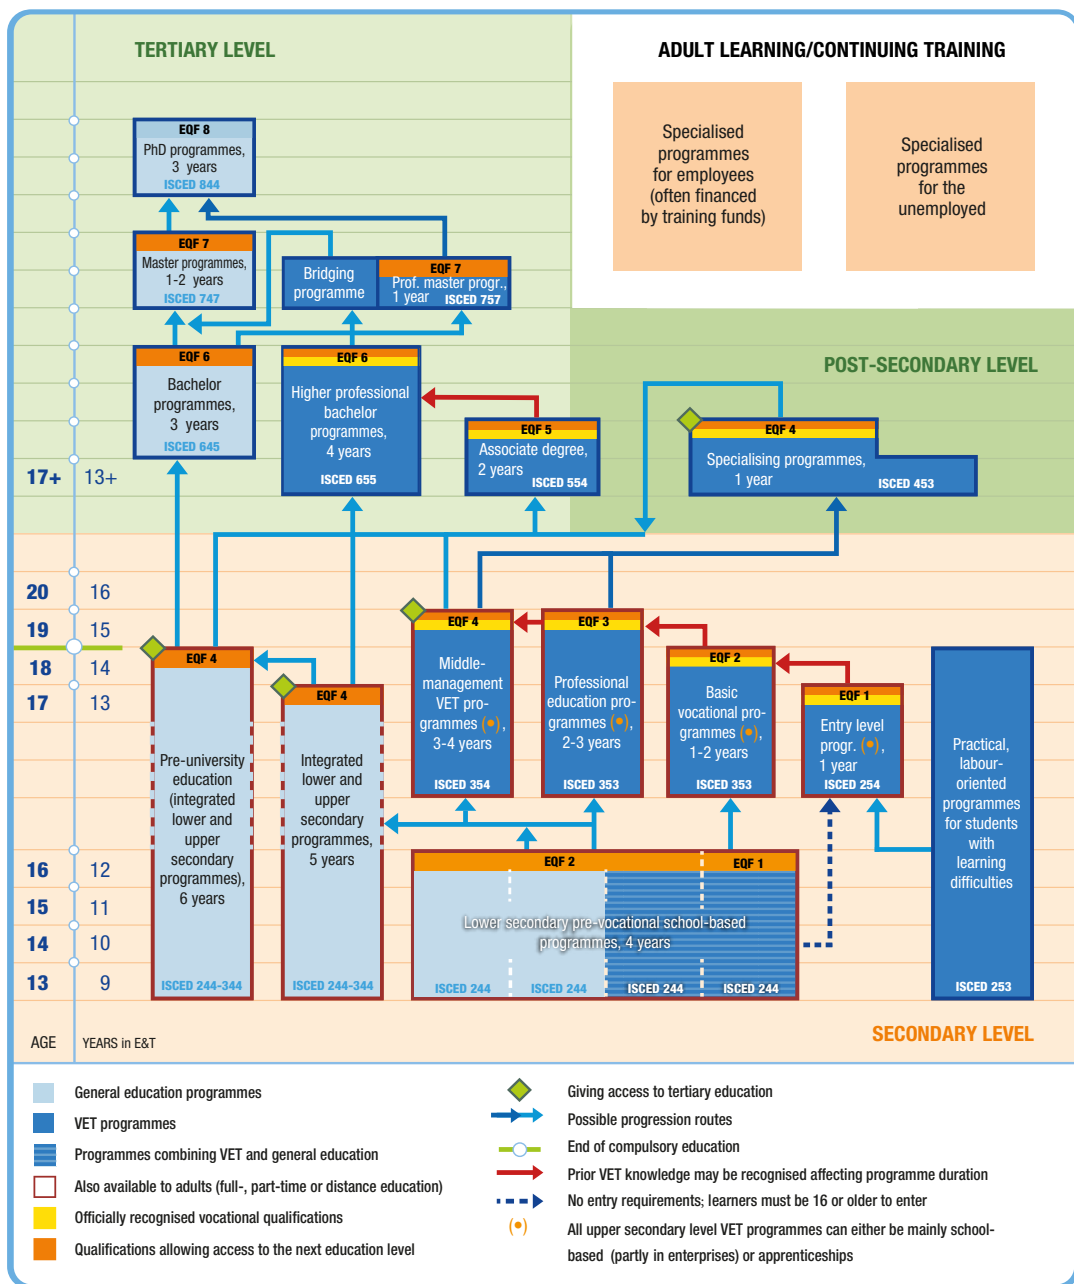 TERTIARY LEVEL
ADULT LEARNING/CONTINUING TRAINING
Specialised
programmes
for employees
(often financed
by training funds)
Specialised
programmes
for the
unemployed
EQF 8
PhD programmes,
3 years
ISCED 844
EQF 7
Master programmes,
1-2 years
ISCED 747
Bridging
programme
EQF 7
Prof. master progr.,
1 year
ISCED 757
POST-SECONDARY LEVEL
EQF 6
Bachelor
programmes,
3 years
ISCED 645
EQF 6
Higher professional
bachelor
programmes,
4 years
ISCED 655
EQF 5
Associate degree,
2 years
ISCED 554
EQF 4
Specialising programmes,
1 year
ISCED 453
17+
13+
20
16
19
15
18
14
17
13
EQF 4
Pre-university
education
(integrated
lower and
upper
secondary
programmes),
6 years
ISCED 244-344
EQF 4
Integrated
lower and
upper
secondary
programmes,
5 years
ISCED 244-344
EQF 4
Middle-
management
VET pro-
grammes (•),
3-4 years
ISCED 354
EQF 3
Professional
education pro-
grammes (•),
2-3 years
ISCED 353
EQF 2
Basic
vocational pro-
grammes (•),
1-2 years
ISCED 353
EQF 1
Entry level
progr. (•),
1 year
ISCED 254
Practical,
labour-
oriented
programmes
for students
with
learning
difficulties
ISCED 253
16
12
15
11
14
10
13
9
EQF 2
EQF 1
Lower secondary pre-vocational school-based
programmes, 4 years
ISCED 244
ISCED 244
ISCED 244
ISCED 244
SECONDARY LEVEL
AGE
YEARS in E&T
General education programmes
VET programmes
Programmes combining VET and general education
Also available to adults (full-, part-time or distance education)
Officially recognised vocational qualifications
Qualifications allowing access to the next education level
Giving access to tertiary education
Possible progression routes
End of compulsory education
Prior VET knowledge may be recognised affecting programme duration
No entry requirements; learners must be 16 or older to enter
(•)
All upper secondary level VET programmes can either be mainly school-
based (partly in enterprises) or apprenticeships